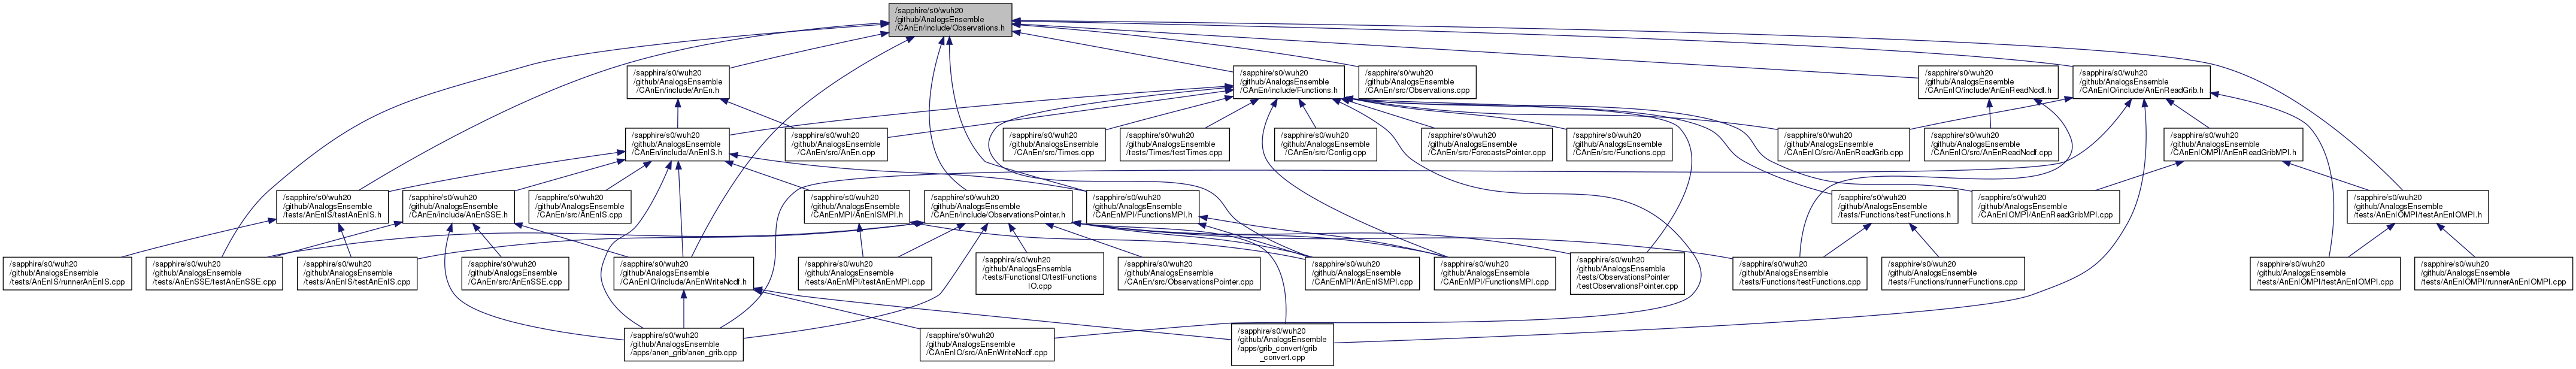 /sapphire/s0/wuh20
/github/AnalogsEnsemble
/CAnEn/include/Observations.h
/sapphire/s0/wuh20
/github/AnalogsEnsemble
/CAnEn/include/AnEn.h
/sapphire/s0/wuh20
/github/AnalogsEnsemble
/CAnEn/include/Functions.h
/sapphire/s0/wuh20
/github/AnalogsEnsemble
/CAnEn/src/Observations.cpp
/sapphire/s0/wuh20
/github/AnalogsEnsemble
/CAnEnIO/include/AnEnReadNcdf.h
/sapphire/s0/wuh20
/github/AnalogsEnsemble
/CAnEnIO/include/AnEnReadGrib.h
/sapphire/s0/wuh20
/github/AnalogsEnsemble
/CAnEn/include/AnEnIS.h
/sapphire/s0/wuh20
/github/AnalogsEnsemble
/CAnEn/src/AnEn.cpp
/sapphire/s0/wuh20
/github/AnalogsEnsemble
/CAnEn/src/Times.cpp
/sapphire/s0/wuh20
/github/AnalogsEnsemble
/tests/Times/testTimes.cpp
/sapphire/s0/wuh20
/github/AnalogsEnsemble
/CAnEn/src/Config.cpp
/sapphire/s0/wuh20
/github/AnalogsEnsemble
/CAnEn/src/ForecastsPointer.cpp
/sapphire/s0/wuh20
/github/AnalogsEnsemble
/CAnEn/src/Functions.cpp
/sapphire/s0/wuh20
/github/AnalogsEnsemble
/CAnEnIO/src/AnEnReadGrib.cpp
/sapphire/s0/wuh20
/github/AnalogsEnsemble
/CAnEnIO/src/AnEnReadNcdf.cpp
/sapphire/s0/wuh20
/github/AnalogsEnsemble
/CAnEnIOMPI/AnEnReadGribMPI.h
/sapphire/s0/wuh20
/github/AnalogsEnsemble
/tests/AnEnIS/testAnEnIS.h
/sapphire/s0/wuh20
/github/AnalogsEnsemble
/CAnEn/include/AnEnSSE.h
/sapphire/s0/wuh20
/github/AnalogsEnsemble
/CAnEn/src/AnEnIS.cpp
/sapphire/s0/wuh20
/github/AnalogsEnsemble
/CAnEnMPI/AnEnISMPI.h
/sapphire/s0/wuh20
/github/AnalogsEnsemble
/CAnEn/include/ObservationsPointer.h
/sapphire/s0/wuh20
/github/AnalogsEnsemble
/CAnEnMPI/FunctionsMPI.h
/sapphire/s0/wuh20
/github/AnalogsEnsemble
/tests/Functions/testFunctions.h
/sapphire/s0/wuh20
/github/AnalogsEnsemble
/CAnEnIOMPI/AnEnReadGribMPI.cpp
/sapphire/s0/wuh20
/github/AnalogsEnsemble
/tests/AnEnIOMPI/testAnEnIOMPI.h
/sapphire/s0/wuh20
/github/AnalogsEnsemble
/tests/AnEnIS/runnerAnEnIS.cpp
/sapphire/s0/wuh20
/github/AnalogsEnsemble
/tests/AnEnSSE/testAnEnSSE.cpp
/sapphire/s0/wuh20
/github/AnalogsEnsemble
/tests/AnEnIS/testAnEnIS.cpp
/sapphire/s0/wuh20
/github/AnalogsEnsemble
/CAnEn/src/AnEnSSE.cpp
/sapphire/s0/wuh20
/github/AnalogsEnsemble
/CAnEnIO/include/AnEnWriteNcdf.h
/sapphire/s0/wuh20
/github/AnalogsEnsemble
/tests/AnEnMPI/testAnEnMPI.cpp
/sapphire/s0/wuh20
/github/AnalogsEnsemble
/tests/FunctionsIO/testFunctions
IO.cpp
/sapphire/s0/wuh20
/github/AnalogsEnsemble
/CAnEn/src/ObservationsPointer.cpp
/sapphire/s0/wuh20
/github/AnalogsEnsemble
/CAnEnMPI/AnEnISMPI.cpp
/sapphire/s0/wuh20
/github/AnalogsEnsemble
/CAnEnMPI/FunctionsMPI.cpp
/sapphire/s0/wuh20
/github/AnalogsEnsemble
/tests/ObservationsPointer
/testObservationsPointer.cpp
/sapphire/s0/wuh20
/github/AnalogsEnsemble
/tests/Functions/testFunctions.cpp
/sapphire/s0/wuh20
/github/AnalogsEnsemble
/tests/Functions/runnerFunctions.cpp
/sapphire/s0/wuh20
/github/AnalogsEnsemble
/tests/AnEnIOMPI/testAnEnIOMPI.cpp
/sapphire/s0/wuh20
/github/AnalogsEnsemble
/tests/AnEnIOMPI/runnerAnEnIOMPI.cpp
/sapphire/s0/wuh20
/github/AnalogsEnsemble
/apps/anen_grib/anen_grib.cpp
/sapphire/s0/wuh20
/github/AnalogsEnsemble
/CAnEnIO/src/AnEnWriteNcdf.cpp
/sapphire/s0/wuh20
/github/AnalogsEnsemble
/apps/grib_convert/grib
_convert.cpp